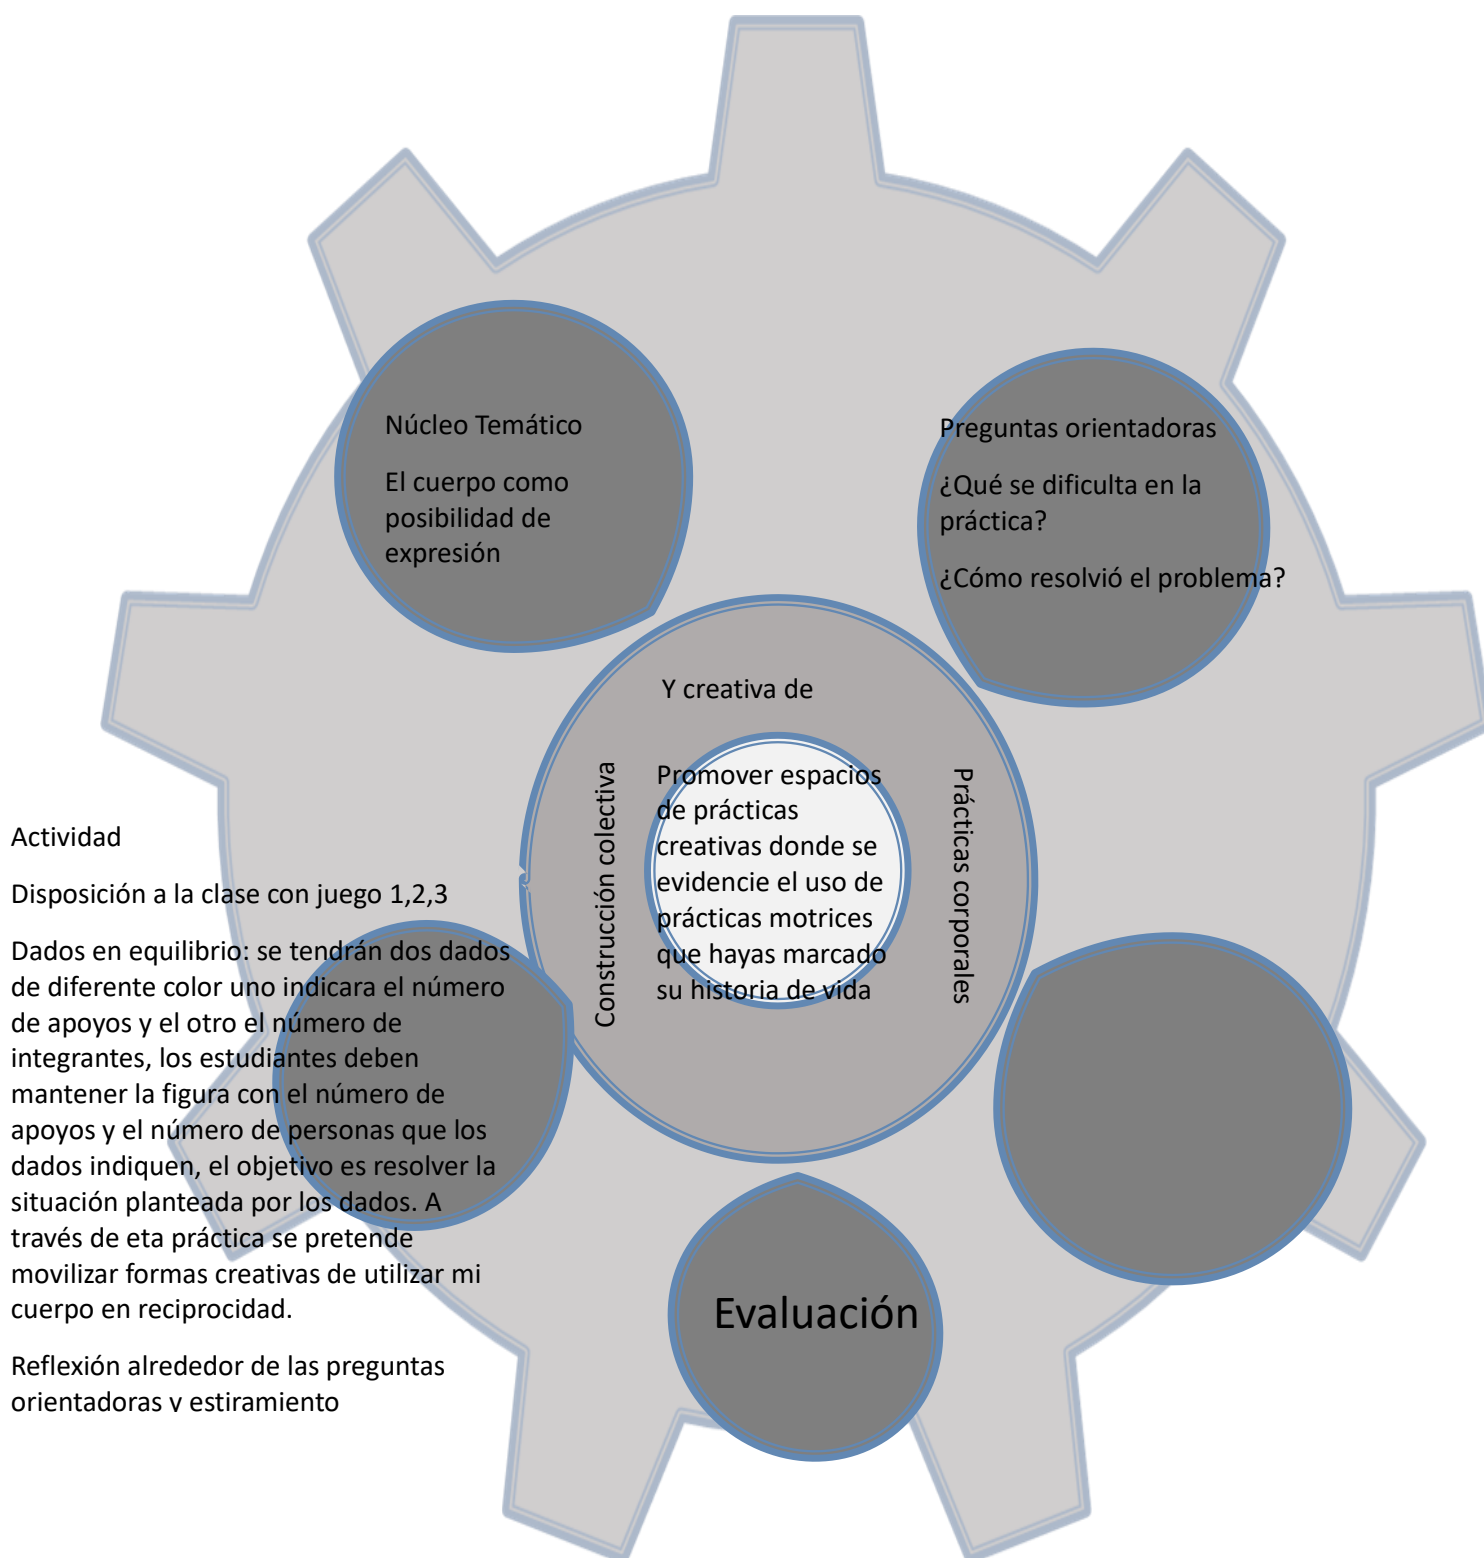 Núcleo Temático
El cuerpo como
posibilidad de
expresión
Preguntas orientadoras
¿Qué se dificulta en la
práctica?
¿Cómo resolvió el problema?
Y creativa de
Construcción colectiva
Promover espacios
de prácticas
creativas donde se
evidencie el uso de
prácticas motrices
que hayas marcado
su historia de vida
Prácticas corporales
Actividad
Disposición a la clase con juego 1,2,3
Dados en equilibrio: se tendrán dos dados
de diferente color uno indicara el número
de apoyos y el otro el número de
integrantes, los estudiantes deben
mantener la figura con el número de
apoyos y el número de personas que los
dados indiquen, el objetivo es resolver la
situación planteada por los dados. A
través de eta práctica se pretende
movilizar formas creativas de utilizar mi
cuerpo en reciprocidad.
Reflexión alrededor de las preguntas
orientadoras y estiramiento
Evaluación